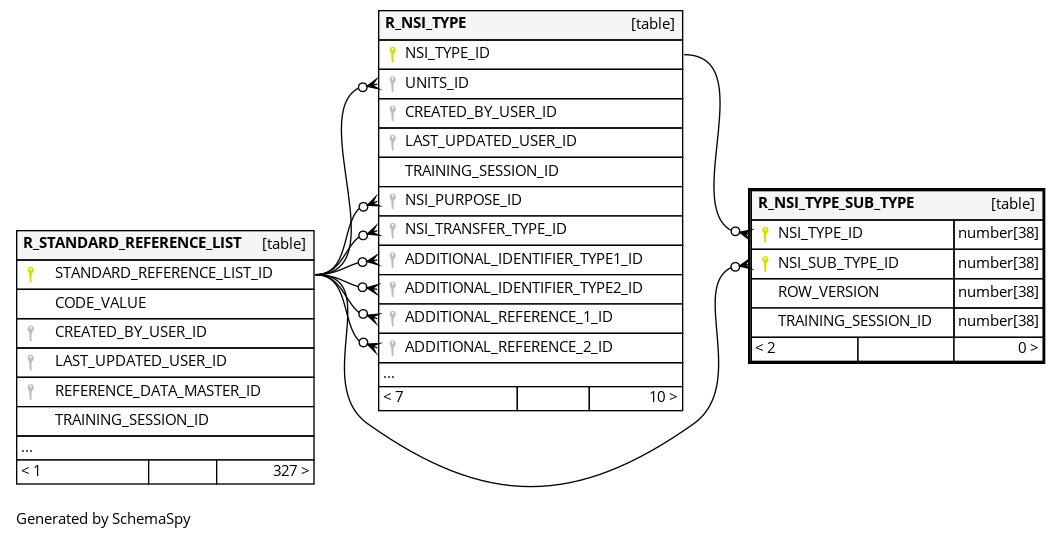 R_NSI_TYPE [table]
NSI_TYPE_ID
UNITS_ID
CREATED_BY_USER_ID
LAST_UPDATED_USER_ID
TRAINING_SESSION_ID
NSI_PURPOSE_ID
NSI_TRANSFER_TYPE_ID
ADDITIONAL_IDENTIFIER_TYPE1_ID
ADDITIONAL_IDENTIFIER_TYPE2_ID
ADDITIONAL_REFERENCE_1_ID
ADDITIONAL_REFERENCE_2_ID
...
< 7 10 >
R_NSI_TYPE_SUB_TYPE [table]
NSI_TYPE_ID number[38]
NSI_SUB_TYPE_ID number[38]
ROW_VERSION number[38]
TRAINING_SESSION_ID number[38]
< 2 0 >
R_STANDARD_REFERENCE_LIST [table]
STANDARD_REFERENCE_LIST_ID
CODE_VALUE
CREATED_BY_USER_ID
LAST_UPDATED_USER_ID
REFERENCE_DATA_MASTER_ID
TRAINING_SESSION_ID
...
< 1 327 >
Generated by SchemaSpy